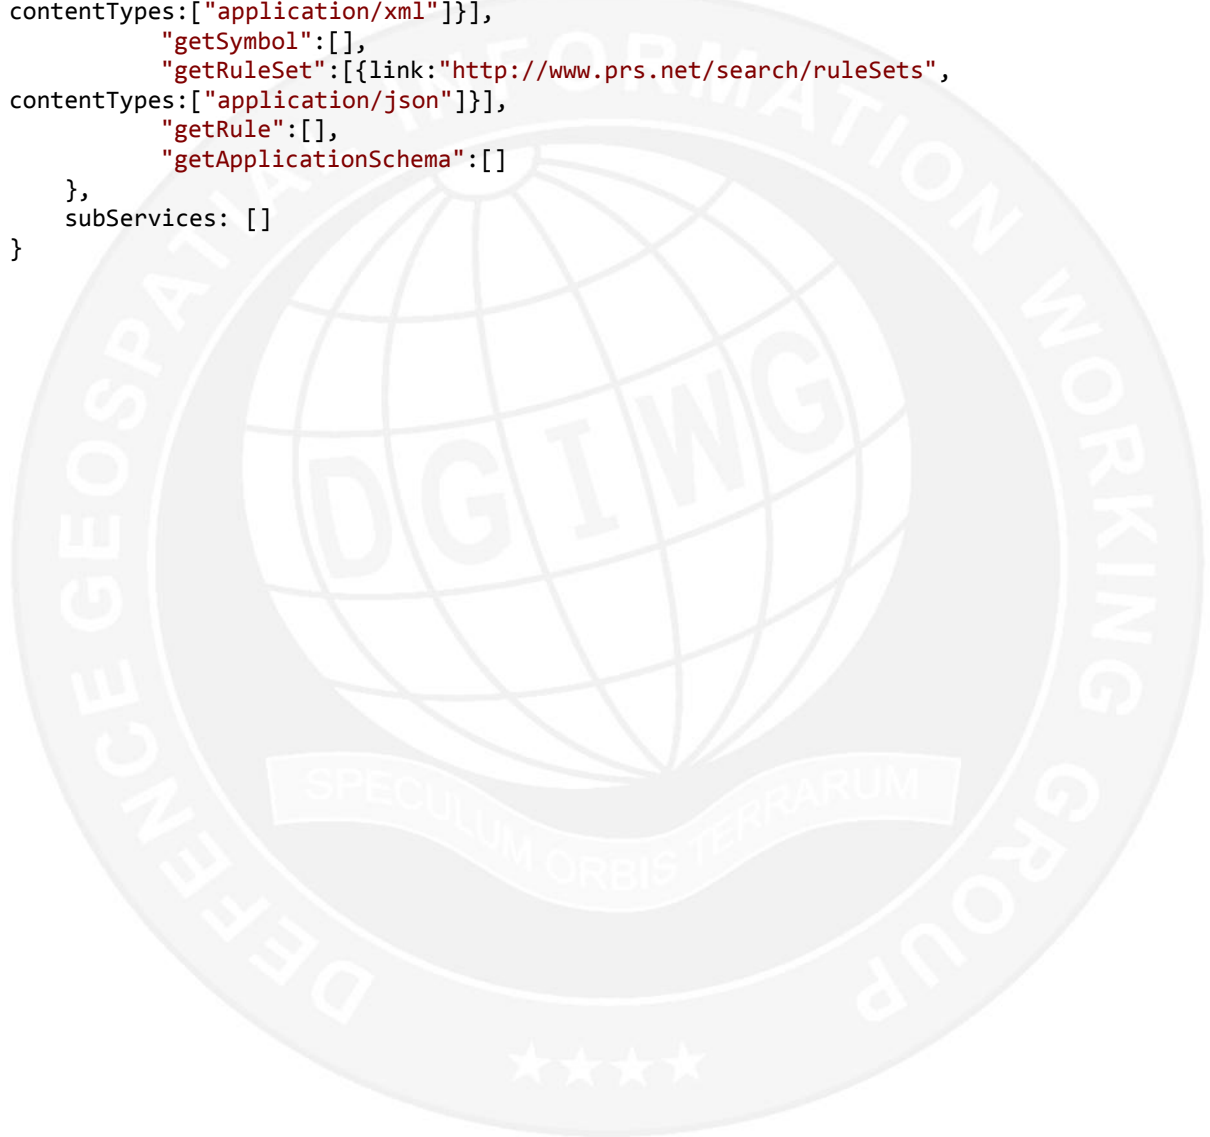 contentTypes:["application/xml"]}],
"getSymbol":[],
"getRuleSet":[{link:"http://www.prs.net/search/ruleSets",
contentTypes:["application/json"]}],
"getRule":[],
"getApplicationSchema":[]
},
subServices: []
}
DEFENCE GEOSPATIAL INFORMATION WORKING GROUP
DGIWG
SPECULUM ORBIS TERRARUM